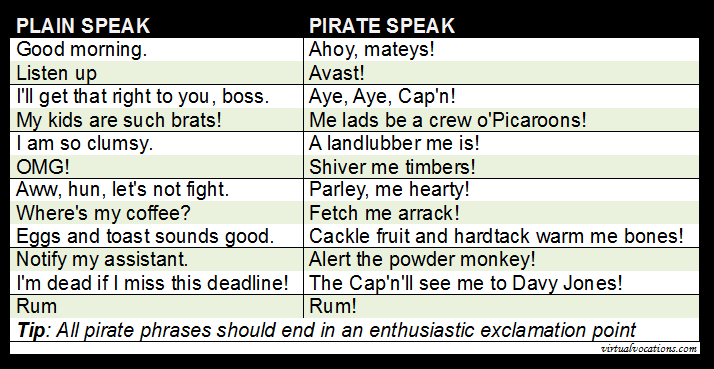 PLAIN SPEAK PIRATE SPEAK
Good morning. Ahoy, mateys!
Listen up Avast!
I'll get that right to you, boss. Aye, Aye, Cap'n!
My kids are such brats! Me lads be a crew o'Picaroons!
I am so clumsy. A landlubber me is!
OMG! Shiver me timbers!
Aww, hun, let's not fight. Parley, me hearty!
Where's my coffee? Fetch me arrack!
Eggs and toast sounds good. Cackle fruit and hardtack warm me bones!
Notify my assistant. Alert the powder monkey!
I'm dead if I miss this deadline! The Cap'n'll see me to Davy Jones!
Rum Rum!
Tip: All pirate phrases should end in an enthusiastic exclamation point
virtualvocations.com